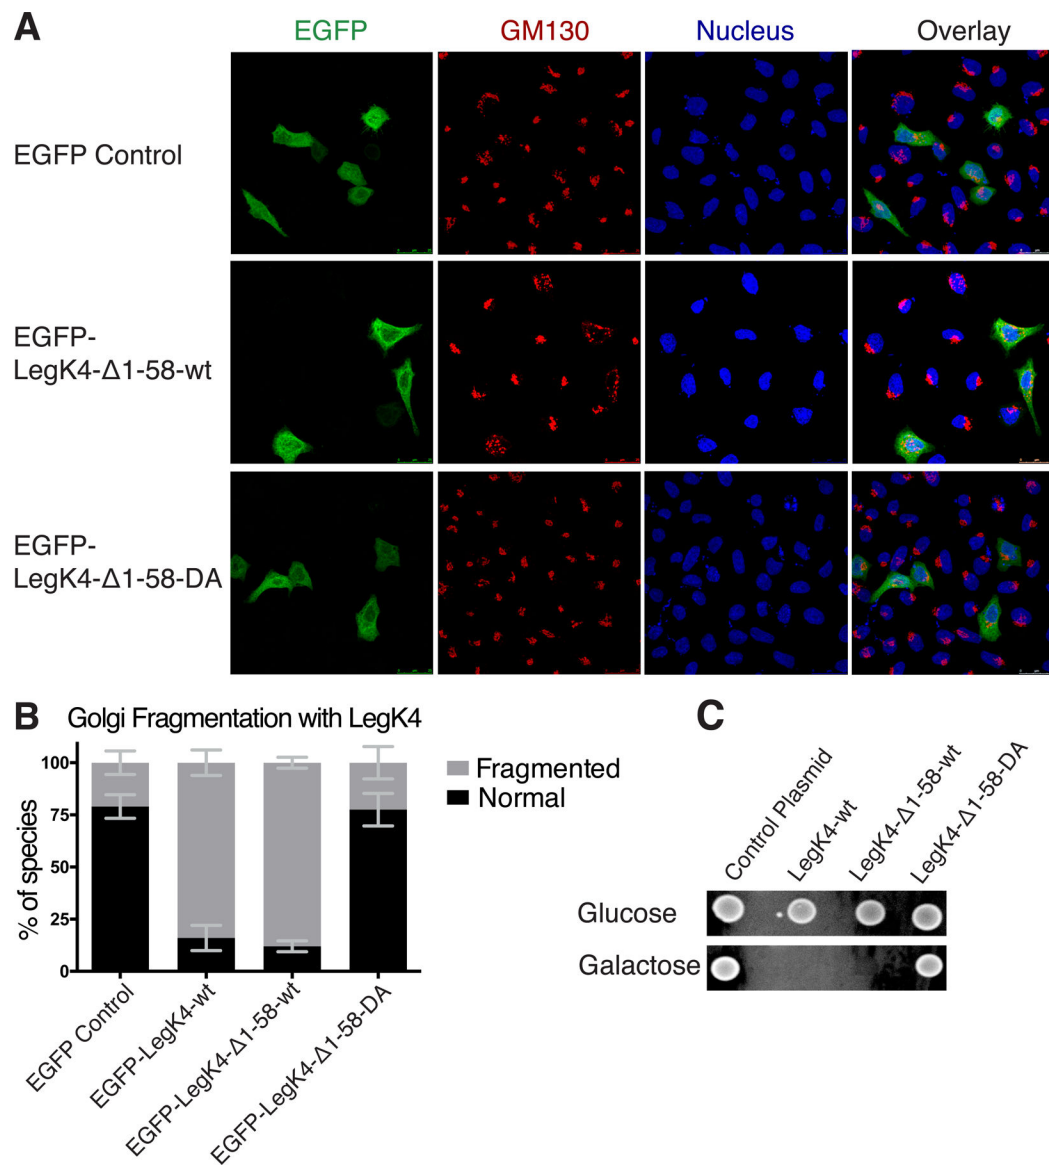 A
EGFP
GM130
Nucleus
Overlay
EGFP Control
EGFP-
LegK4-Δ1-58-wt
EGFP-
LegK4-Δ1-58-DA
B
Golgi Fragmentation with LegK4
% of species
100
75
50
25
0
Fragmented
Normal
EGFP Control
EGFP-LegK4-wt
EGFP-LegK4-Δ1-58-wt
EGFP-LegK4-Δ1-58-DA
C
Control Plasmid
LegK4-wt
LegK4-Δ1-58-wt
LegK4-Δ1-58-DA
Glucose
Galactose